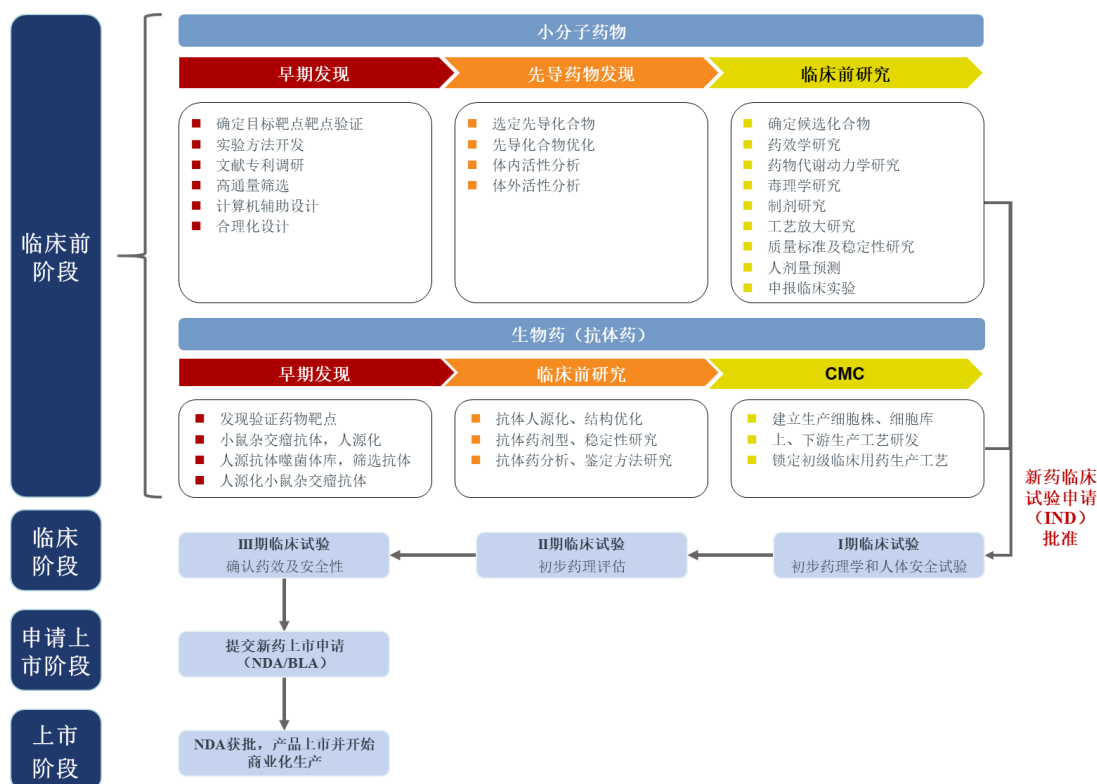 小分子药物
早期发现
先导药物发现
临床前研究
确定目标靶点靶点验证
实验方法开发
文献专利调研
高通量筛选
计算机辅助设计
合理化设计
选定先导化合物
先导化合物优化
体内活性分析
体外活性分析
确定候选化合物
药效学研究
药物代谢动力学研究
毒理学研究
制剂研究
工艺放大研究
质量标准及稳定性研究
人剂量预测
申报临床实验
临床前
阶段
生物药（抗体药）
早期发现
临床前研究
CMC
发现验证药物靶点
小鼠杂交瘤抗体，人源化
人源抗体噬菌体库，筛选抗体
人源化小鼠杂交瘤抗体
抗体人源化、结构优化
抗体药剂型、稳定性研究
抗体药分析、鉴定方法研究
建立生产细胞株、细胞库
上、下游生产工艺研发
锁定初级临床用药生产工艺
新药临床
试验申请
（IND）
批准
临床
阶段
III期临床试验
确认药效及安全性
II期临床试验
初步药理评估
I期临床试验
初步药理学和人体安全试验
申请上
市阶段
提交新药上市申请
（NDA/BLA）
上市
阶段
NDA获批，产品上市并开始
商业化生产